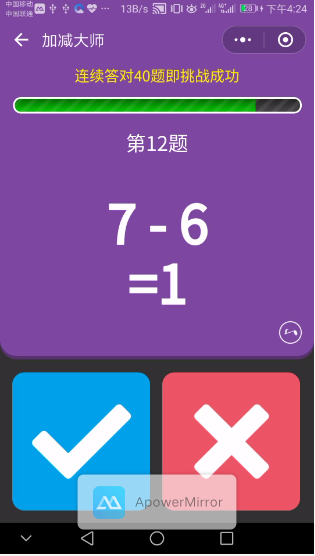 中国移动
中国联通
13B/s
下午4:24
加减大师
连续答对40题即挑战成功
第12题
7 - 6
=1
ApowerMirror